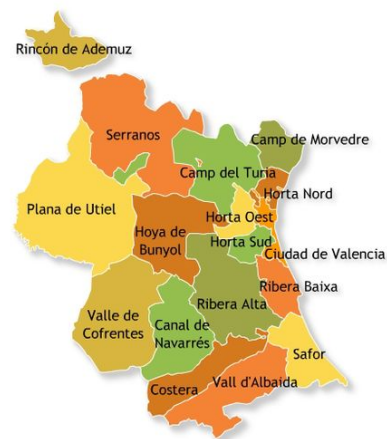 Rincón de Ademuz
Serranos
Camp de Morvedre
Camp del Turia
Horta Nord
Plana de Utiel
Horta Oest
Hoya de
Bunyol
Horta Sud
Ciudad de Valencia
Ribera Baixa
Ribera Alta
Valle de
Cofrentes
Canal de
Navarrés
Safor
Vall d'Albaida
Costera